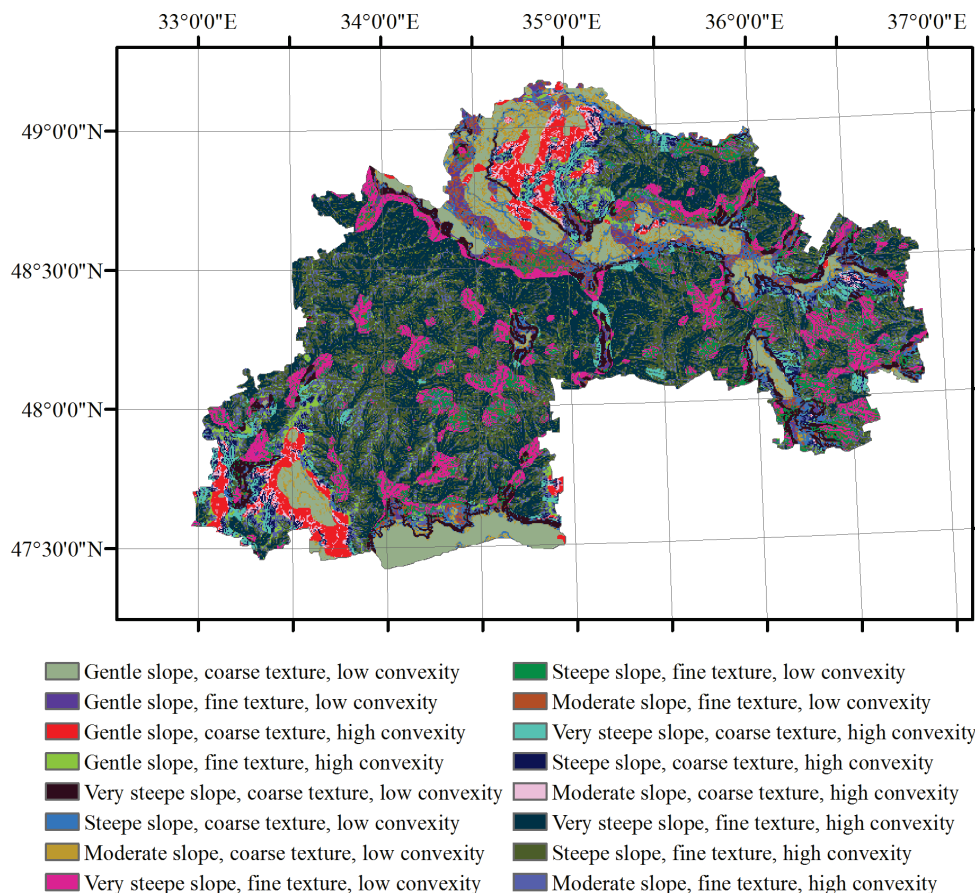 33°0'0"E 34°0'0"E 35°0'0"E 36°0'0"E 37°0'0"E
49°0'0"N
48°30'0"N
48°0'0"N
47°30'0"N
Gentle slope, coarse texture, low convexity
Gentle slope, fine texture, low convexity
Gentle slope, coarse texture, high convexity
Gentle slope, fine texture, high convexity
Very steepe slope, coarse texture, low convexity
Steepe slope, coarse texture, low convexity
Moderate slope, coarse texture, low convexity
Very steepe slope, fine texture, low convexity
Steepe slope, fine texture, low convexity
Moderate slope, fine texture, low convexity
Very steepe slope, coarse texture, high convexity
Steepe slope, coarse texture, high convexity
Moderate slope, coarse texture, high convexity
Very steepe slope, fine texture, high convexity
Steepe slope, fine texture, high convexity
Moderate slope, fine texture, high convexity